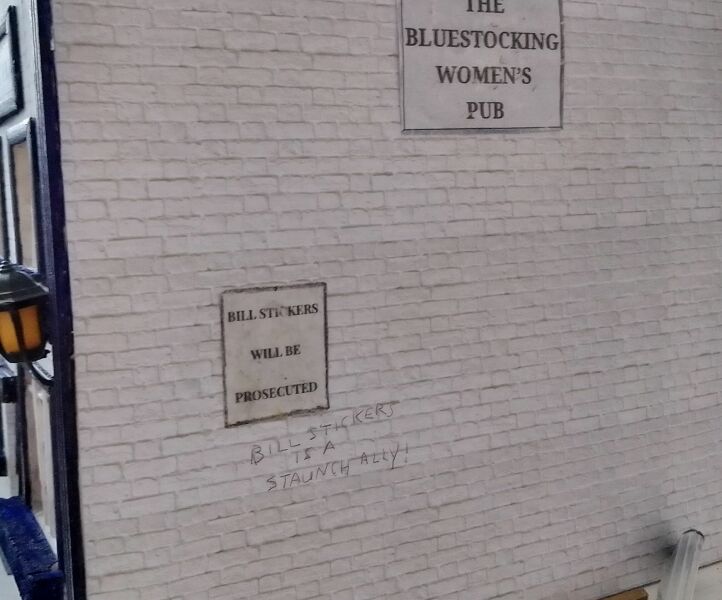 THE
BLUESTOCKING
WOMEN'S
PUB
BILL STICKERS
WILL BE
PROSECUTED
BILL STICKERS
IS A
STAUNCH ALLY!